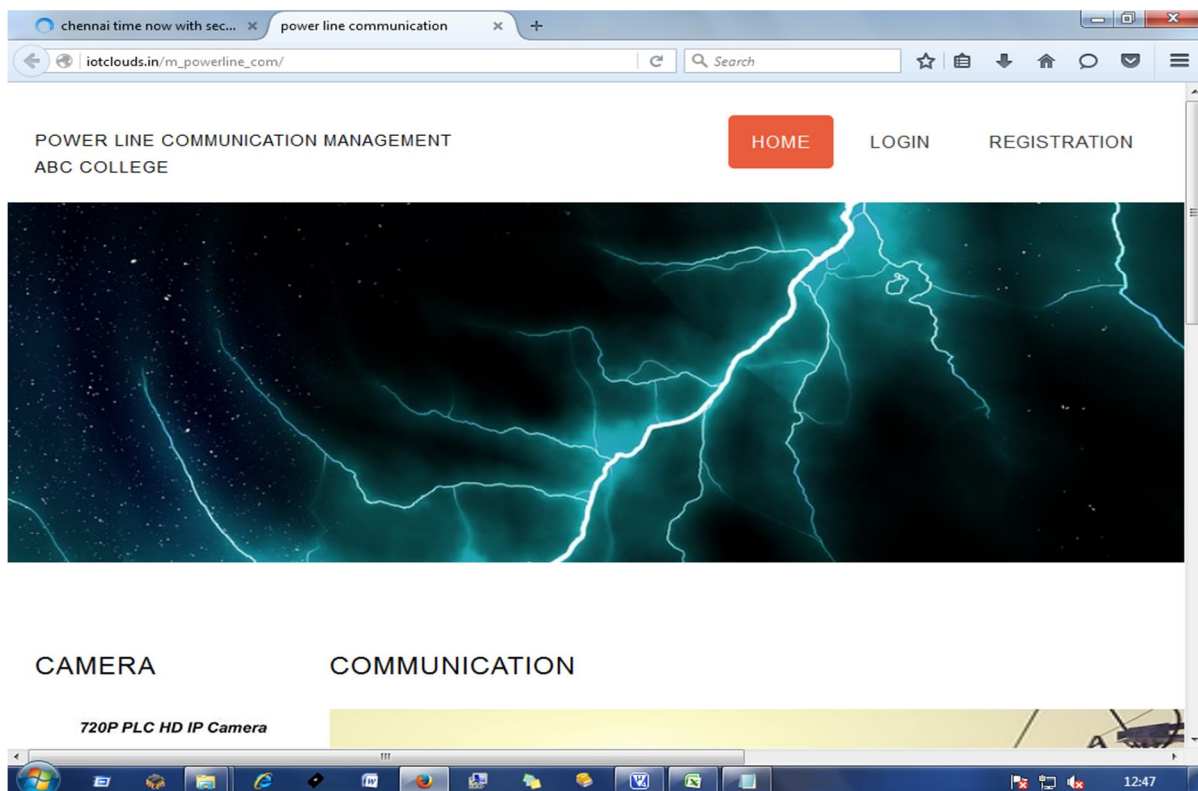 chennai time now with sec...
power line communication
iotclouds.in/m_powerline_com/
Search
POWER LINE COMMUNICATION MANAGEMENT
ABC COLLEGE
HOME
LOGIN
REGISTRATION
CAMERA
COMMUNICATION
720P PLC HD IP Camera
12:47